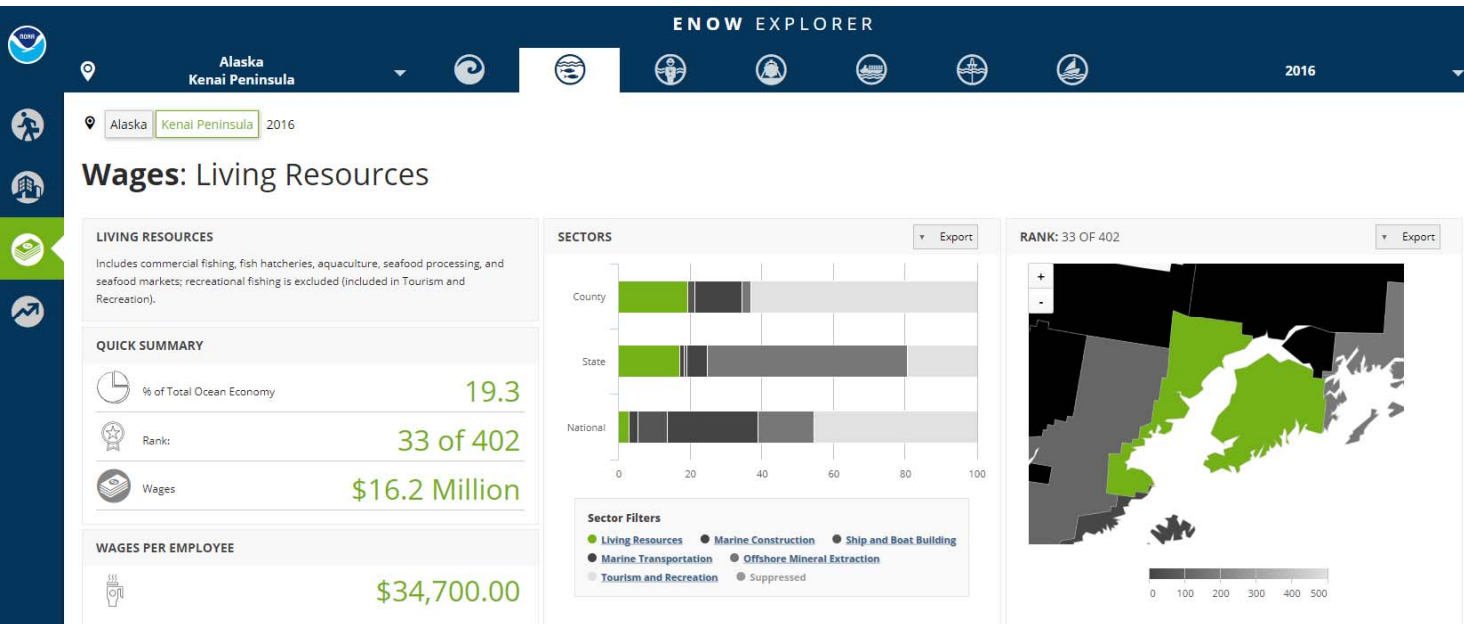 ENOW EXPLORER
NOAA
Alaska
Kenai Peninsula
2016
Alaska Kenai Peninsula 2016
Wages: Living Resources
LIVING RESOURCES
Includes commercial fishing, fish hatcheries, aquaculture, seafood processing, and
seafood markets; recreational fishing is excluded (included in Tourism and
Recreation).
QUICK SUMMARY
% of Total Ocean Economy 19.3
Rank: 33 of 402
Wages $16.2 Million
WAGES PER EMPLOYEE
$34,700.00
SECTORS
Export
County
State
National
0 20 40 60 80 100
Sector Filters
Living Resources Marine Construction Ship and Boat Building
Marine Transportation Offshore Mineral Extraction
Tourism and Recreation Suppressed
RANK: 33 OF 402
Export
+
-
0 100 200 300 400 500